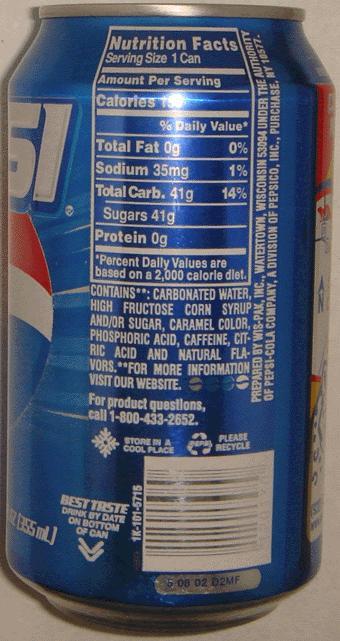 Nutrition Facts
Serving Size 1 Can
Amount Per Serving
Calories
% Daily Value*
Total Fat 0g 0%
Sodium 35mg 1%
Total Carb. 41g 14%
Sugars 41g
Protein 0g
*Percent Daily Values are
based on a 2,000 calorie diet.
CONTAINS**: CARBONATED WATER,
HIGH FRUCTOSE CORN SYRUP
AND/OR SUGAR, CARAMEL COLOR,
PHOSPHORIC ACID, CAFFEINE, CIT-
RIC ACID AND NATURAL FLA-
VORS. **FOR MORE INFORMATION
VISIT OUR WEBSITE.
For product questions,
call 1-800-433-2652.
STORE IN A
COOL PLACE
PLEASE
RECYCLE
PREPARED BY WIS-PAK, INC., WATERTOWN, WISCONSIN 53094 UNDER THE AUTHORITY
OF PEPSI-COLA COMPANY, A DIVISION OF PEPSICO, INC., PURCHASE, NY 10577.
SI
®
BEST TASTE
DRINK BY DATE
ON BOTTOM
OF CAN
(355 mL)
1K-101-5715
5 08 02 D2MF